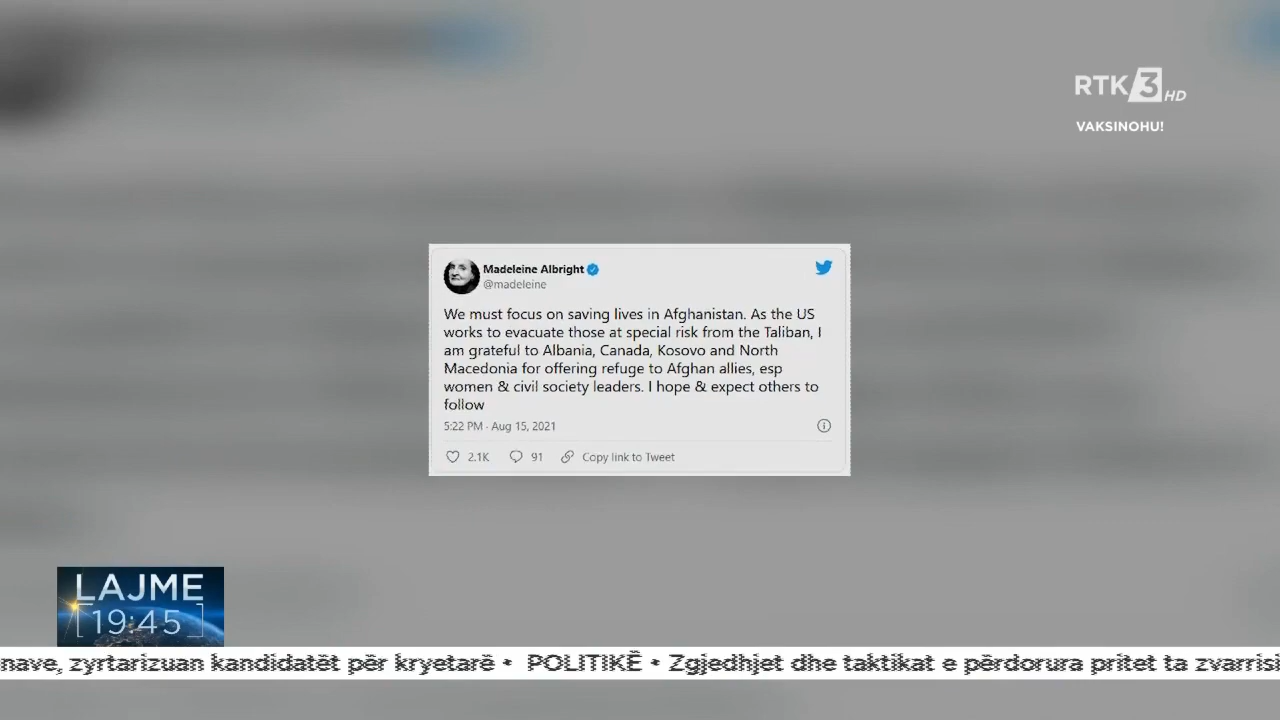 RTK 3 HD
VAKSINOHU!
Madeleine Albright
@madeleine
We must focus on saving lives in Afghanistan. As the US
works to evacuate those at special risk from the Taliban, I
am grateful to Albania, Canada, Kosovo and North
Macedonia for offering refuge to Afghan allies, esp
women & civil society leaders. I hope & expect others to
follow
5:22 PM · Aug 15, 2021
2.1K 91 Copy link to Tweet
LAJME
[19:45]
nave, zyrtarizuan kandidatët për kryetarë • POLITIKË • Zgjedhjet dhe taktikat e përdorura pritet ta zvarrisi